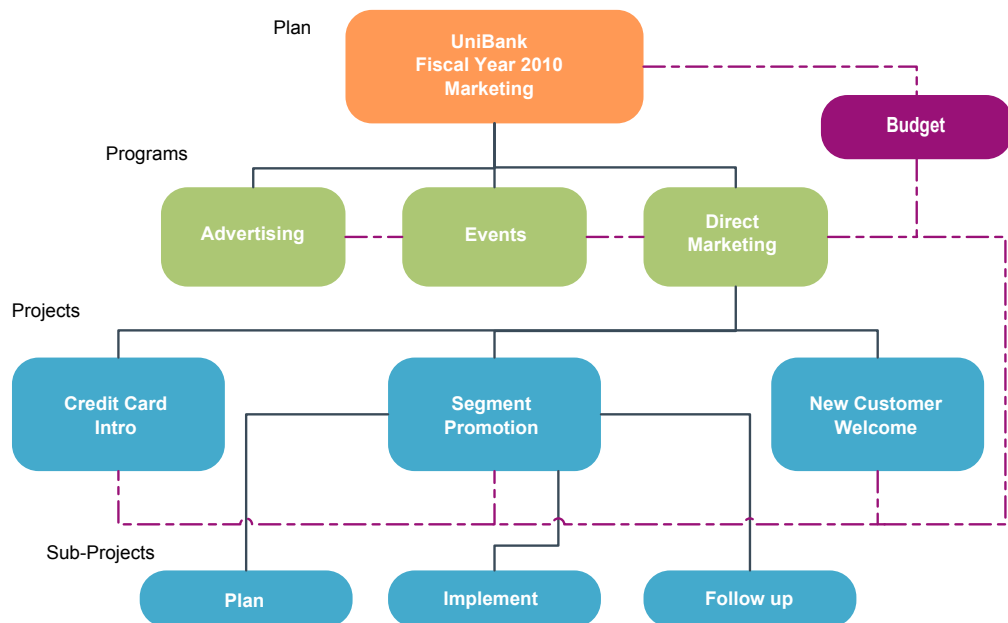 Plan
UniBank
Fiscal Year 2010
Marketing
Budget
Programs
Advertising
Events
Direct
Marketing
Projects
Credit Card
Intro
Segment
Promotion
New Customer
Welcome
Sub-Projects
Plan
Implement
Follow up